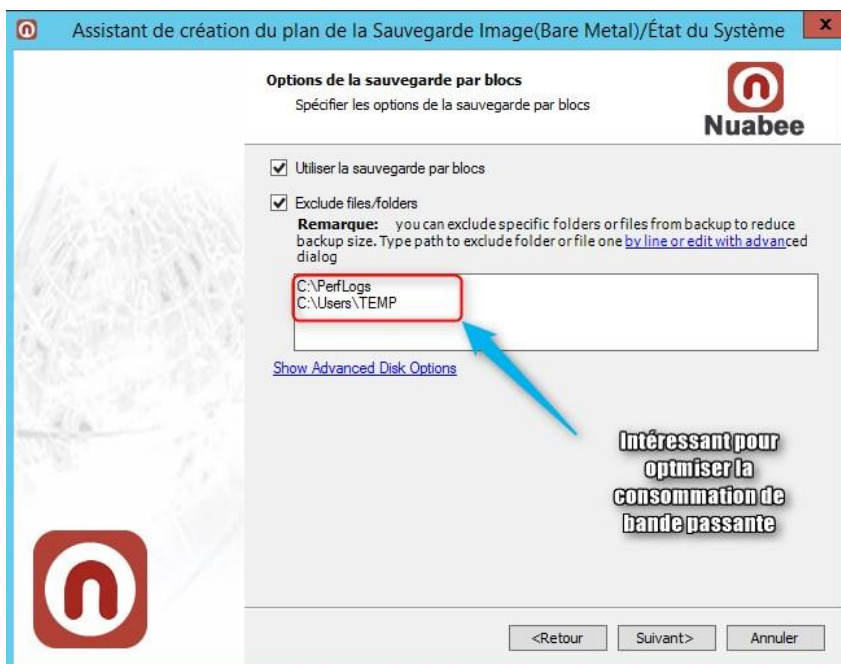 Assistant de création du plan de la Sauvegarde Image(Bare Metal)/État du Système
x
Options de la sauvegarde par blocs
Spécifier les options de la sauvegarde par blocs
Nuabee
Utiliser la sauvegarde par blocs
Exclude files/folders
Remarque: you can exclude specific folders or files from backup to reduce
backup size. Type path to exclude folder or file one by line or edit with advanced
dialog
C:\PerfLogs
C:\Users\TEMP
Show Advanced Disk Options
Intéressant pour
optmiser la
consommation de
bande passante
<Retour
Suivant>
Annuler